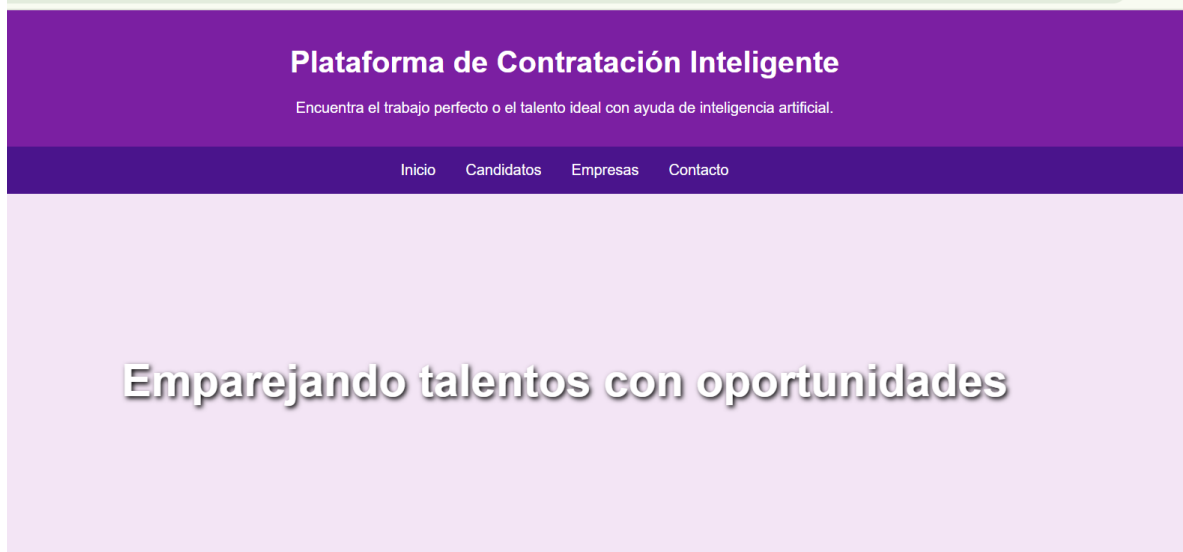 Plataforma de Contratación Inteligente
Encuentra el trabajo perfecto o el talento ideal con ayuda de inteligencia artificial.
Inicio Candidatos Empresas Contacto
Emparejando talentos con oportunidades